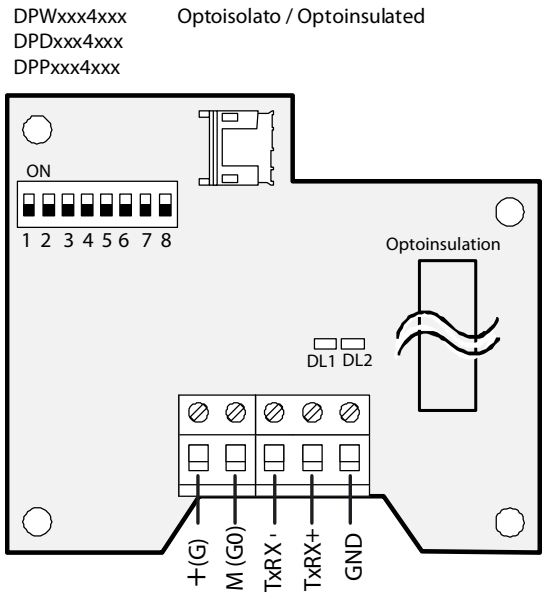 DPWxxx4xxx Optoisolato / Optoinsulated
DPDxxx4xxx
DPPxxx4xxx
ON
1 2 3 4 5 6 7 8
Optoinsulation
DL1 DL2
+(G)
M (G0)
TxRX -
TxRX+
GND